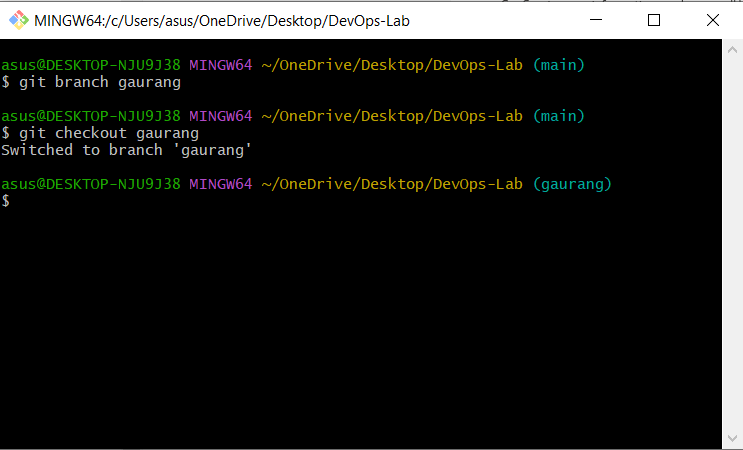 MINGW64:/c/Users/asus/OneDrive/Desktop/DevOps-Lab
asus@DESKTOP-NJU9J38 MINGW64 ~/OneDrive/Desktop/DevOps-Lab (main)
$ git branch gaurang
asus@DESKTOP-NJU9J38 MINGW64 ~/OneDrive/Desktop/DevOps-Lab (main)
$ git checkout gaurang
Switched to branch 'gaurang'
asus@DESKTOP-NJU9J38 MINGW64 ~/OneDrive/Desktop/DevOps-Lab (gaurang)
$